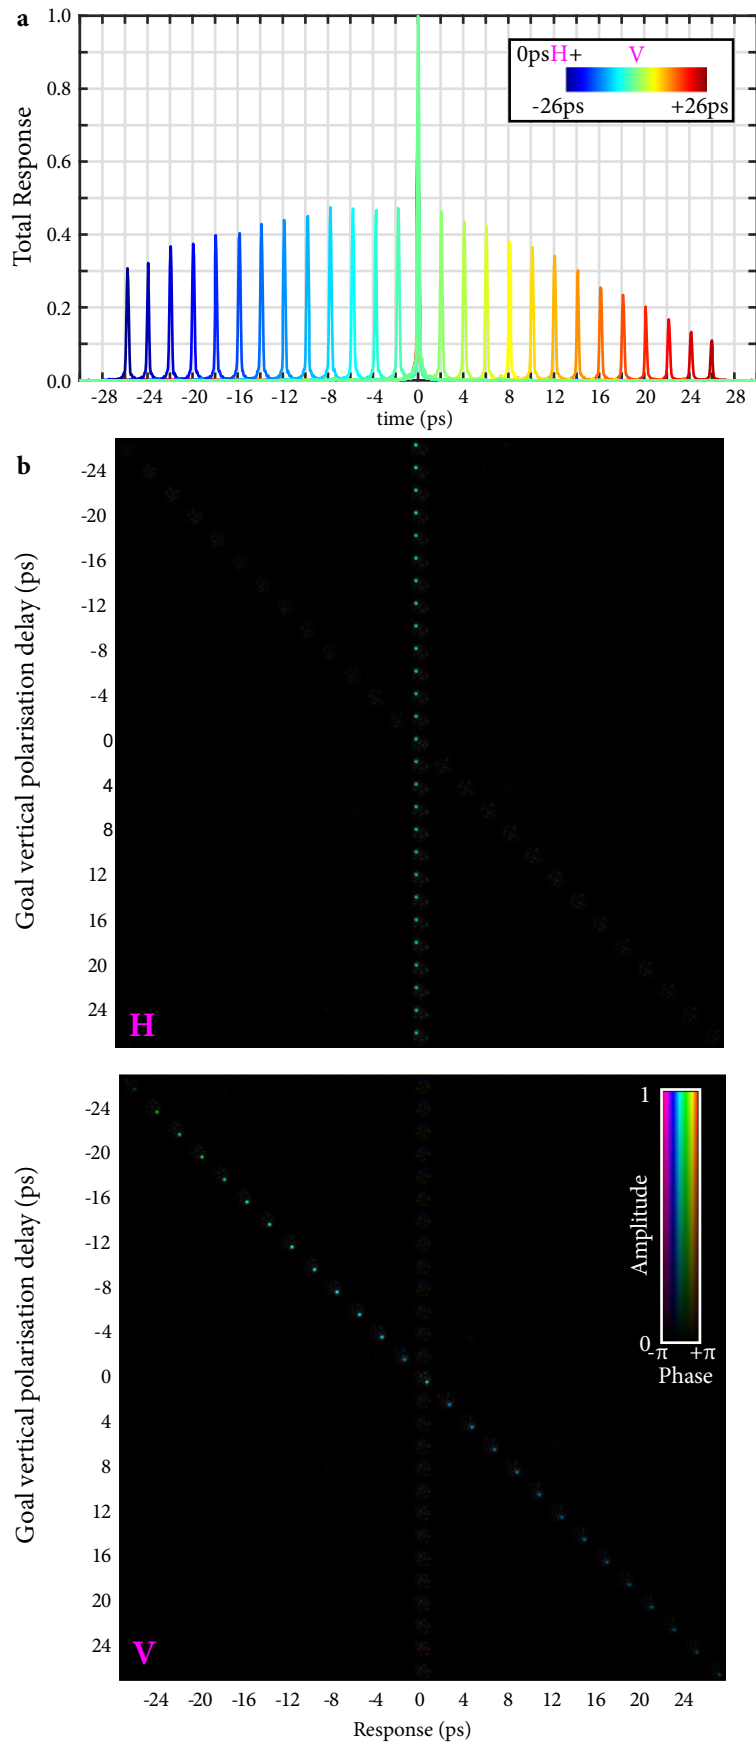 a
1.0
0.8
0.6
0.4
0.2
0.0
Total Response
0psH+ V
-26ps +26ps
-28 -24 -20 -16 -12 -8 -4 0 4 8 12 16 20 24 28
time (ps)
b
-24
-20
-16
-12
-8
-4
0
4
8
12
16
20
24
Goal vertical polarisation delay (ps)
H
-24
-20
-16
-12
-8
-4
0
4
8
12
16
20
24
Goal vertical polarisation delay (ps)
1
Amplitude
0
-π +π
Phase
V
-24 -20 -16 -12 -8 -4 0 4 8 12 16 20 24
Response (ps)